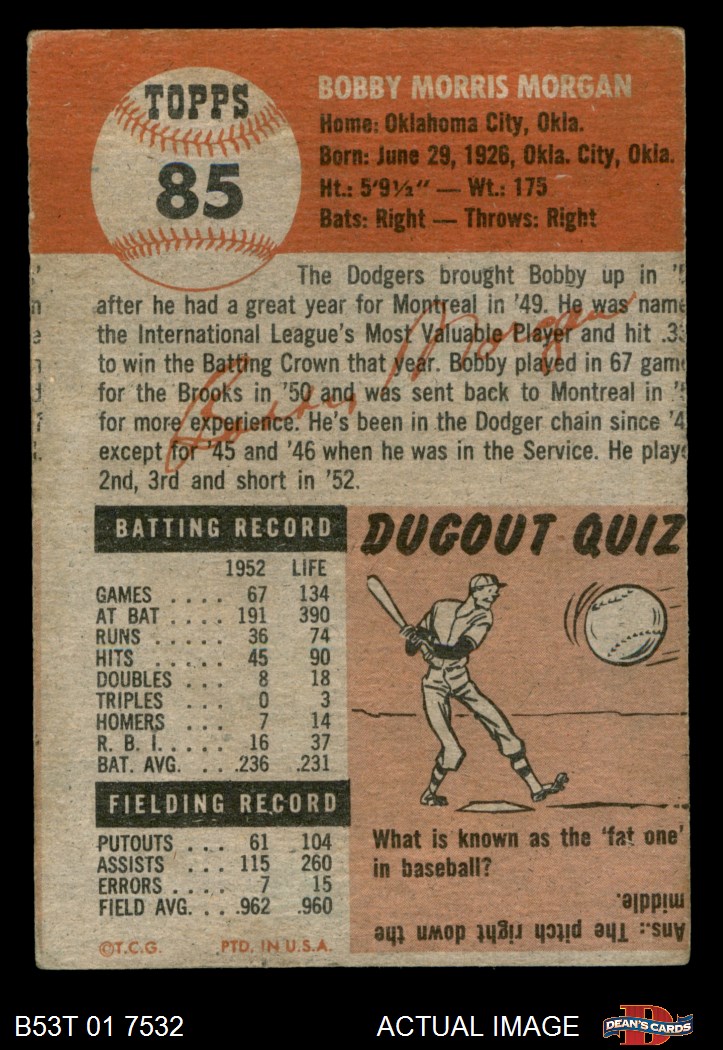 TOPPS
85
BOBBY MORRIS MORGAN
Home: Oklahoma City, Okla.
Born: June 29, 1926, Okla. City, Okla.
Ht.: 5'9½" — Wt.: 175
Bats: Right — Throws: Right
The Dodgers brought Bobby up in
after he had a great year for Montreal in '49. He was
the International League's Most Valuable Player and hit
to win the Batting Crown that year. Bobby played in 67
for the Brooks in '50 and was sent back to Montreal in
for more experience. He's been in the Dodger chain since
except for '45 and '46 when he was in the Service. He
2nd, 3rd and short in '52.
Bobby Morgan
BATTING RECORD
1952 LIFE
GAMES .... 67 134
AT BAT .... 191 390
RUNS ..... 36 74
HITS ..... 45 90
DOUBLES ... 8 18
TRIPLES ... 0 3
HOMERS ... 7 14
R. B. I. .... 16 37
BAT. AVG. ...236 .231
FIELDING RECORD
PUTOUTS ... 61 104
ASSISTS ... 115 260
ERRORS .... 7 15
FIELD AVG. ...962 .960
©T.C.G. PTD. IN U.S.A.
DUGOUT QUIZ
What is known as the 'fat one'
in baseball?
Ans.: The pitch right down the
middle.
B53T 01 7532
ACTUAL IMAGE
DEAN'S CARDS